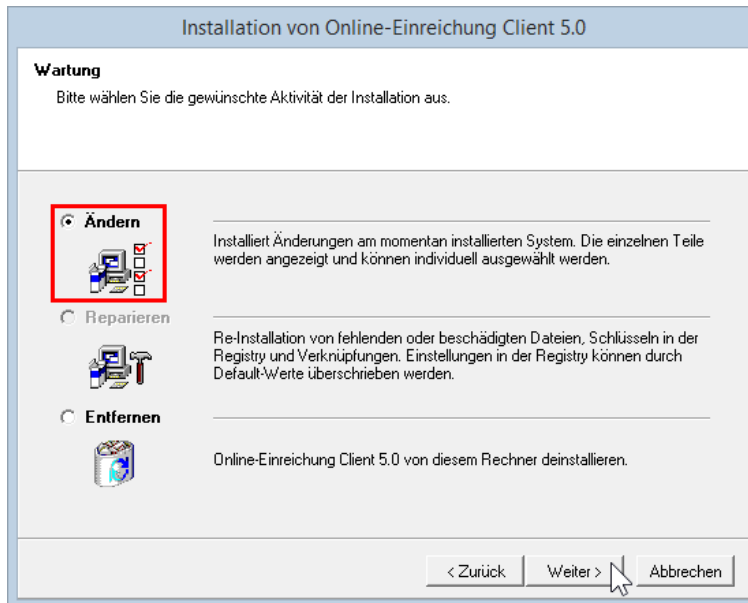 Installation von Online-Einreichung Client 5.0
Wartung
Bitte wählen Sie die gewünschte Aktivität der Installation aus.
Ändern
Installiert Änderungen am momentan installierten System. Die einzelnen Teile
werden angezeigt und können individuell ausgewählt werden.
Reparieren
Re-Installation von fehlenden oder beschädigten Dateien, Schlüsseln in der
Registry und Verknüpfungen. Einstellungen in der Registry können durch
Default-Werte überschrieben werden.
Entfernen
Online-Einreichung Client 5.0 von diesem Rechner deinstallieren.
< Zurück
Weiter >
Abbrechen